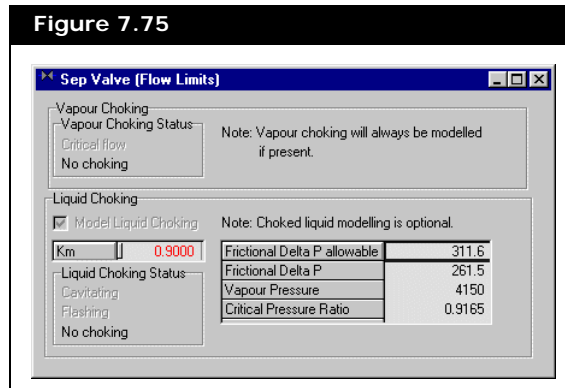 Figure 7.75
Sep Valve (Flow Limits)
Vapour Choking
Vapour Choking Status
Critical flow
No choking
Note: Vapour choking will always be modelled
if present.
Liquid Choking
Model Liquid Choking
Note: Choked liquid modelling is optional.
Km 0.9000
Frictional Delta P allowable 311.6
Frictional Delta P 261.5
Vapour Pressure 4150
Critical Pressure Ratio 0.9165
Liquid Choking Status
Cavitating
Flashing
No choking